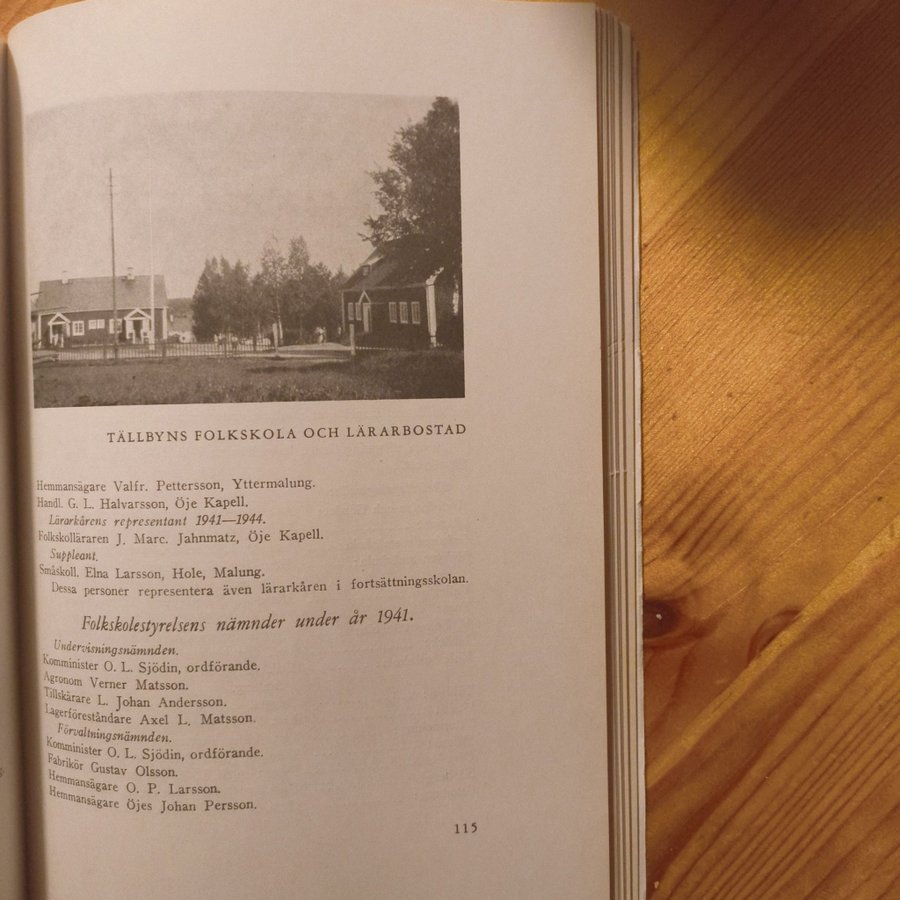 TÄLLBYNS FOLKSKOLA OCH LÄRARBOSTAD
Hemmansägare Valfr. Pettersson, Yttermalung.
Handl. G. L. Halvarsson, Öje Kapell.
Lärarkårens representant 1941—1944.
Folkskolläraren J. Marc. Jahnmatz, Öje Kapell.
Suppleant.
Småskoll. Elna Larsson, Hole, Malung.
Dessa personer representera även lärarkåren i fortsättningsskolan.
Folkskolestyrelsens nämnder under år 1941.
Undervisningsnämnden.
Komminister O. L. Sjödin, ordförande.
Agronom Verner Matsson.
Tillskärare L. Johan Andersson.
Lagerföreståndare Axel L. Matsson.
Förvaltningsnämnden.
Komminister O. L. Sjödin, ordförande.
Fabrikör Gustav Olsson.
Hemmansägare O. P. Larsson.
Hemmansägare Öjes Johan Persson.
115